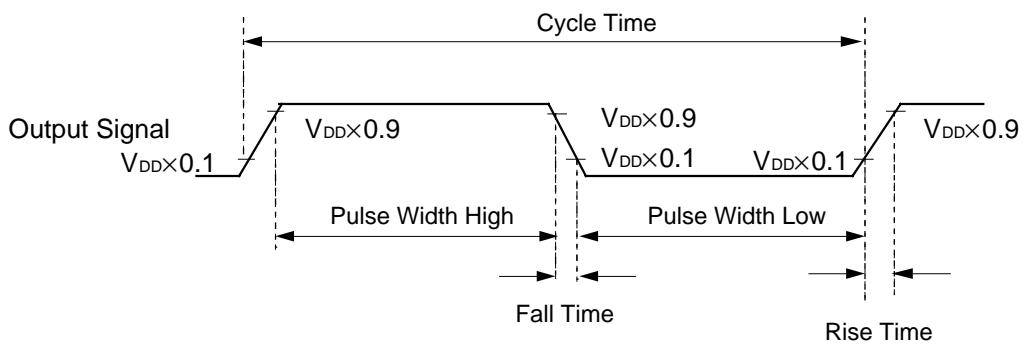 Cycle Time
Output Signal
VDD×0.9
VDD×0.1
VDD×0.9
VDD×0.1
VDD×0.1
VDD×0.9
Pulse Width High
Pulse Width Low
Fall Time
Rise Time